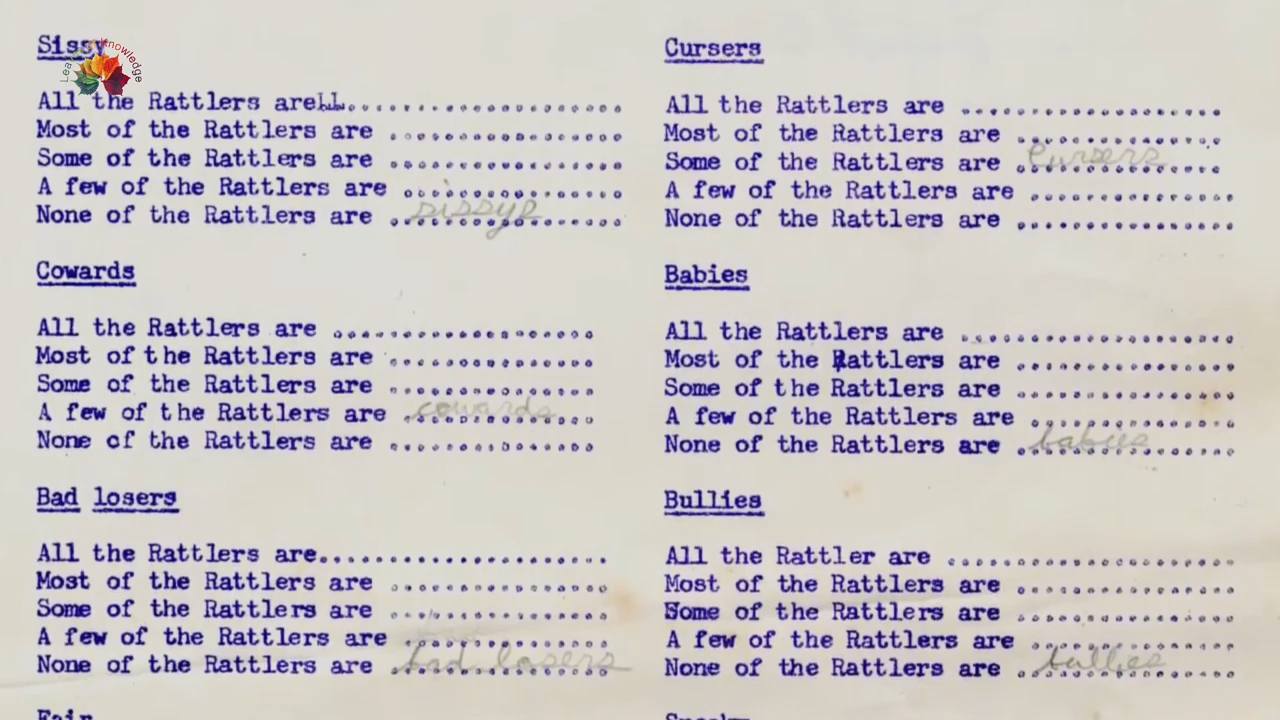 Sissy
All the Rattlers are
Most of the Rattlers are
Some of the Rattlers are
A few of the Rattlers are
None of the Rattlers are sissys
Cowards
All the Rattlers are
Most of the Rattlers are
Some of the Rattlers are
A few of the Rattlers are cowards
None of the Rattlers are
Bad losers
All the Rattlers are
Most of the Rattlers are
Some of the Rattlers are
A few of the Rattlers are
None of the Rattlers are bad losers
Fair
Cursers
All the Rattlers are
Most of the Rattlers are
Some of the Rattlers are cursers
A few of the Rattlers are
None of the Rattlers are
Babies
All the Rattlers are
Most of the Rattlers are
Some of the Rattlers are
A few of the Rattlers are
None of the Rattlers are babies
Bullies
All the Rattler are
Most of the Rattlers are
Some of the Rattlers are
A few of the Rattlers are
None of the Rattlers are bullies
Sneaky
knowledge